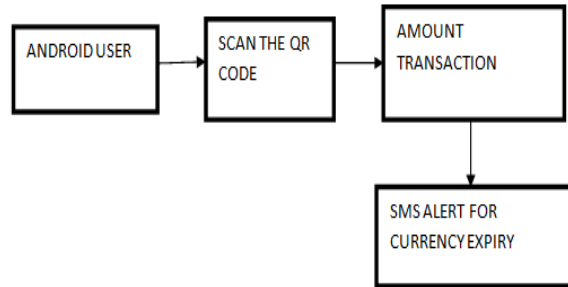 ANDROID USER
SCAN THE QR
CODE
AMOUNT
TRANSACTION
SMS ALERT FOR
CURRENCY EXPIRY